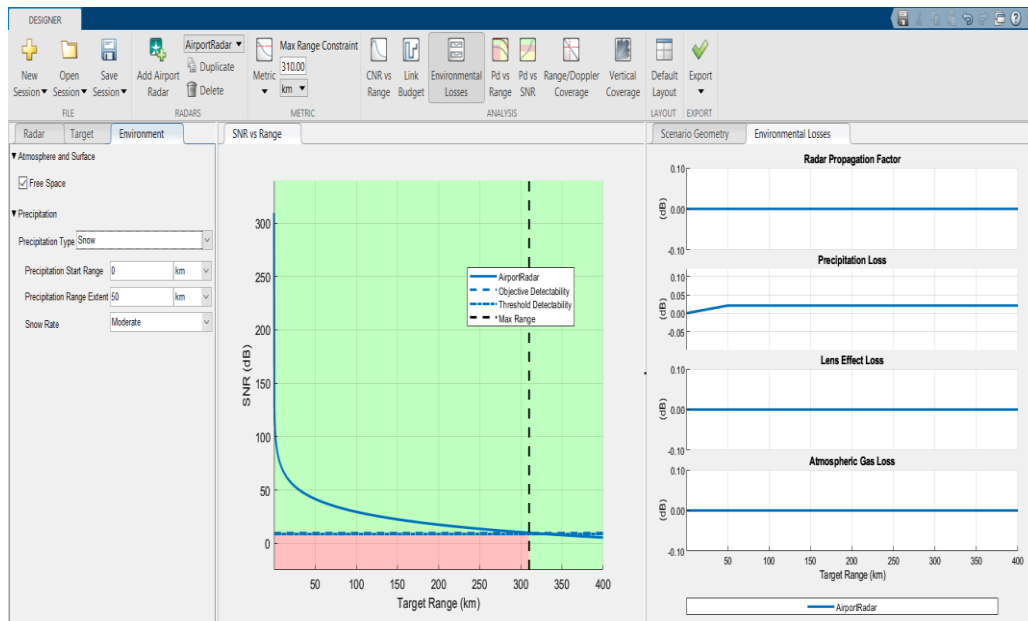 DESIGNER
New Session
Open Session
Save Session
FILE
Add Airport Radar
AirportRadar
Duplicate
Delete
RADARS
Metric
Max Range Constraint
310.00
km
METRIC
CNR vs Range
Link Budget
Environmental Losses
Pd vs Range
Pd vs SNR
Range/Doppler Coverage
Vertical Coverage
ANALYSIS
Default Layout
LAYOUT
Export
EXPORT
Radar
Target
Environment
Atmosphere and Surface
Free Space
Precipitation
Precipitation Type Snow
Precipitation Start Range 0 km
Precipitation Range Extent 50 km
Snow Rate Moderate
SNR vs Range
300
250
200
150
100
50
0
SNR (dB)
AirportRadar
Objective Detectability
Threshold Detectability
Max Range
50 100 150 200 250 300 350 400
Target Range (km)
Scenario Geometry
Environmental Losses
Radar Propagation Factor
0.10
0.00
-0.10
(dB)
Precipitation Loss
0.10
0.05
0.00
-0.05
(dB)
Lens Effect Loss
0.10
0.00
-0.10
(dB)
Atmospheric Gas Loss
0.10
0.00
-0.10
(dB)
50 100 150 200 250 300 350 400
Target Range (km)
AirportRadar